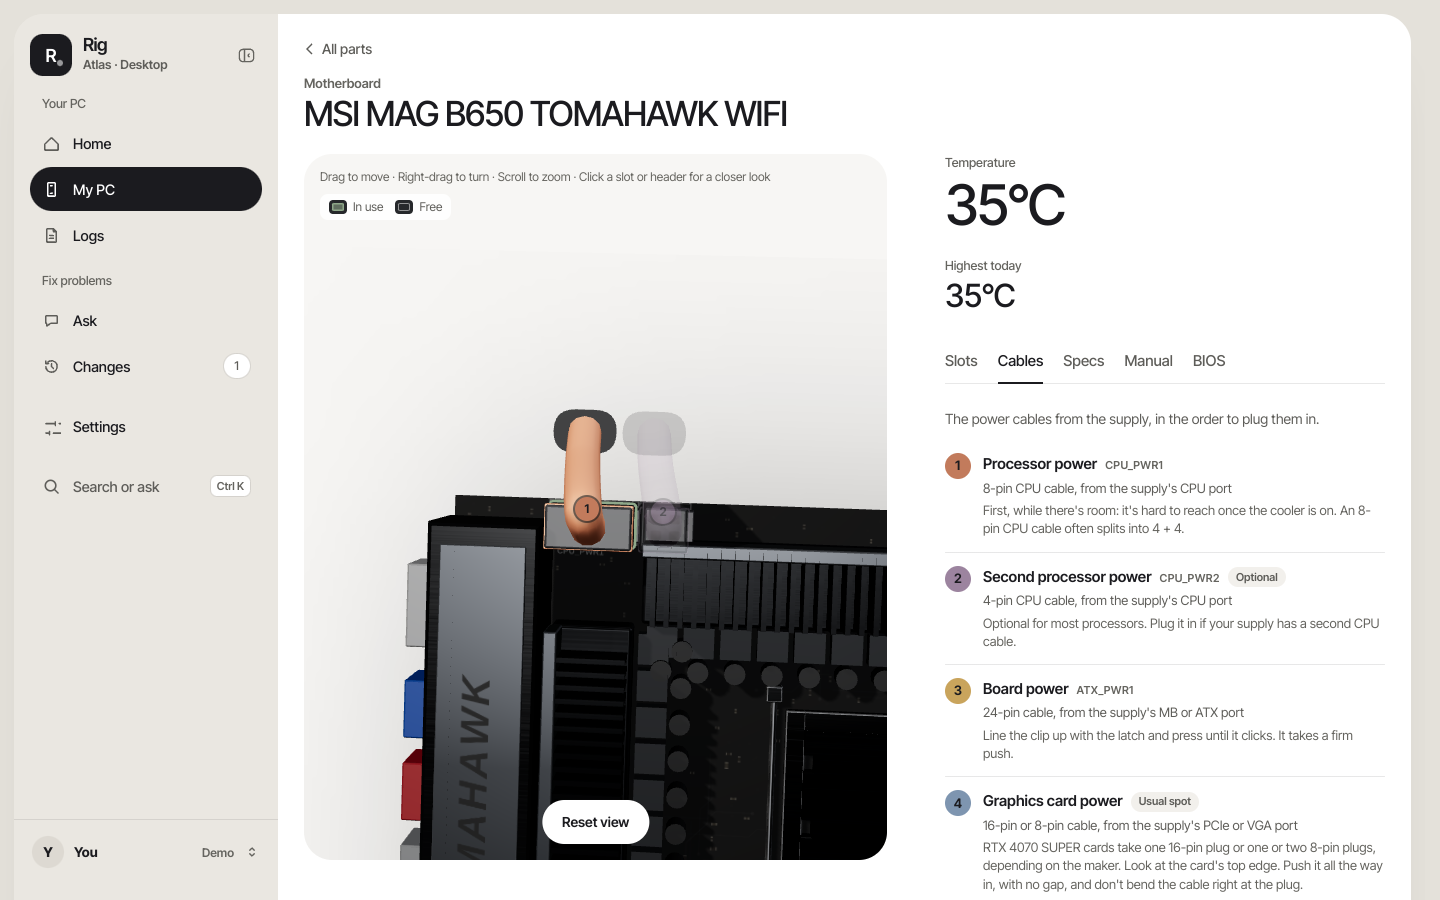 R
Rig
Atlas · Desktop
Your PC
Home
My PC
Logs
Fix problems
Ask
Changes
1
Settings
Search or ask
Ctrl K
Y
You
Demo
All parts
Motherboard
MSI MAG B650 TOMAHAWK WIFI
Drag to move · Right-drag to turn · Scroll to zoom · Click a slot or header for a closer look
In use
Free
1
2
CPU_PWR1
MAHAWK
Reset view
Temperature
35°C
Highest today
35°C
Slots
Cables
Specs
Manual
BIOS
The power cables from the supply, in the order to plug them in.
1
Processor power CPU_PWR1
8-pin CPU cable, from the supply's CPU port
First, while there's room: it's hard to reach once the cooler is on. An 8-
pin CPU cable often splits into 4 + 4.
2
Second processor power CPU_PWR2 Optional
4-pin CPU cable, from the supply's CPU port
Optional for most processors. Plug it in if your supply has a second CPU
cable.
3
Board power ATX_PWR1
24-pin cable, from the supply's MB or ATX port
Line the clip up with the latch and press until it clicks. It takes a firm
push.
4
Graphics card power Usual spot
16-pin or 8-pin cable, from the supply's PCIe or VGA port
RTX 4070 SUPER cards take one 16-pin plug or one or two 8-pin plugs,
depending on the maker. Look at the card's top edge. Push it all the way
in, with no gap, and don't bend the cable right at the plug.